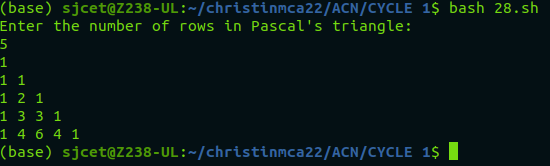 (base) sjcet@Z238-UL:~/christinmca22/ACN/CYCLE 1$ bash 28.sh
Enter the number of rows in Pascal's triangle:
5
1
1 1
1 2 1
1 3 3 1
1 4 6 4 1
(base) sjcet@Z238-UL:~/christinmca22/ACN/CYCLE 1$